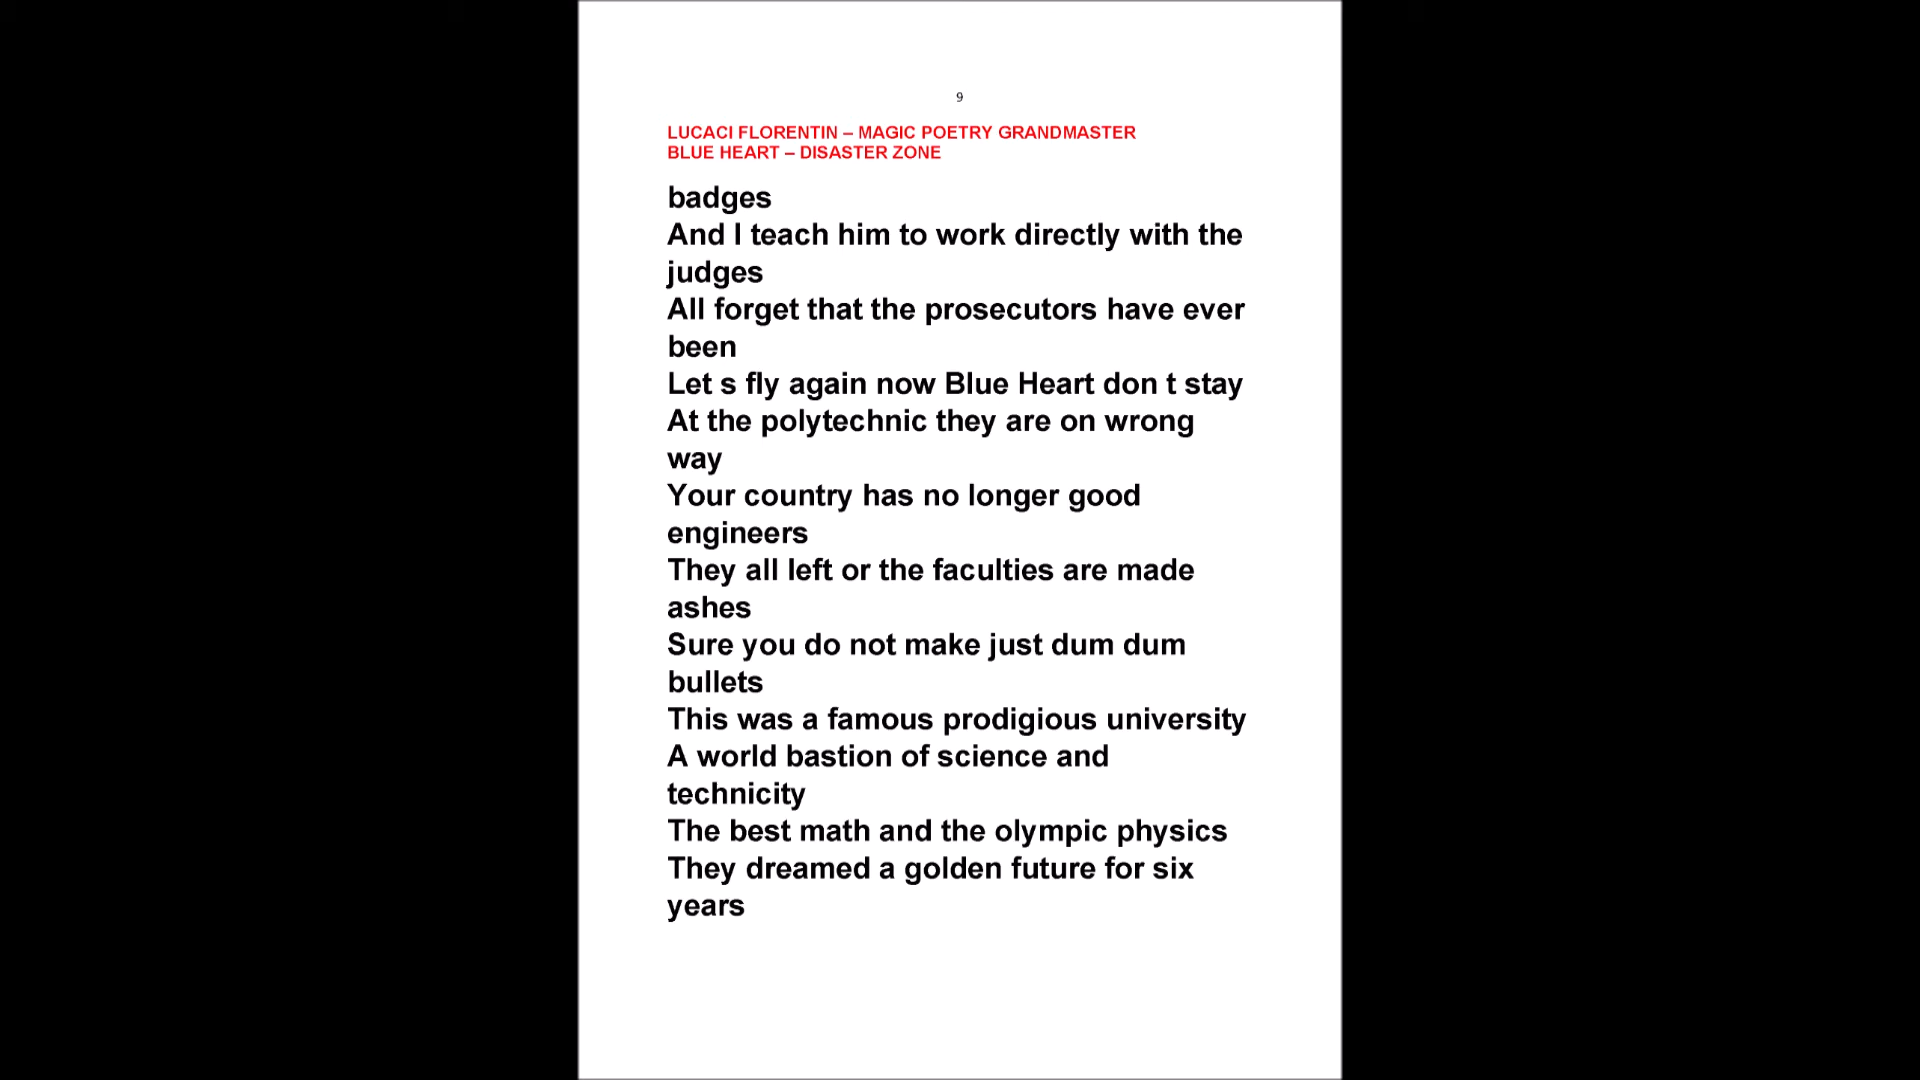 9
LUCACI FLORENTIN – MAGIC POETRY GRANDMASTER
BLUE HEART – DISASTER ZONE
badges
And I teach him to work directly with the
judges
All forget that the prosecutors have ever
been
Let s fly again now Blue Heart don t stay
At the polytechnic they are on wrong
way
Your country has no longer good
engineers
They all left or the faculties are made
ashes
Sure you do not make just dum dum
bullets
This was a famous prodigious university
A world bastion of science and
technicity
The best math and the olympic physics
They dreamed a golden future for six
years